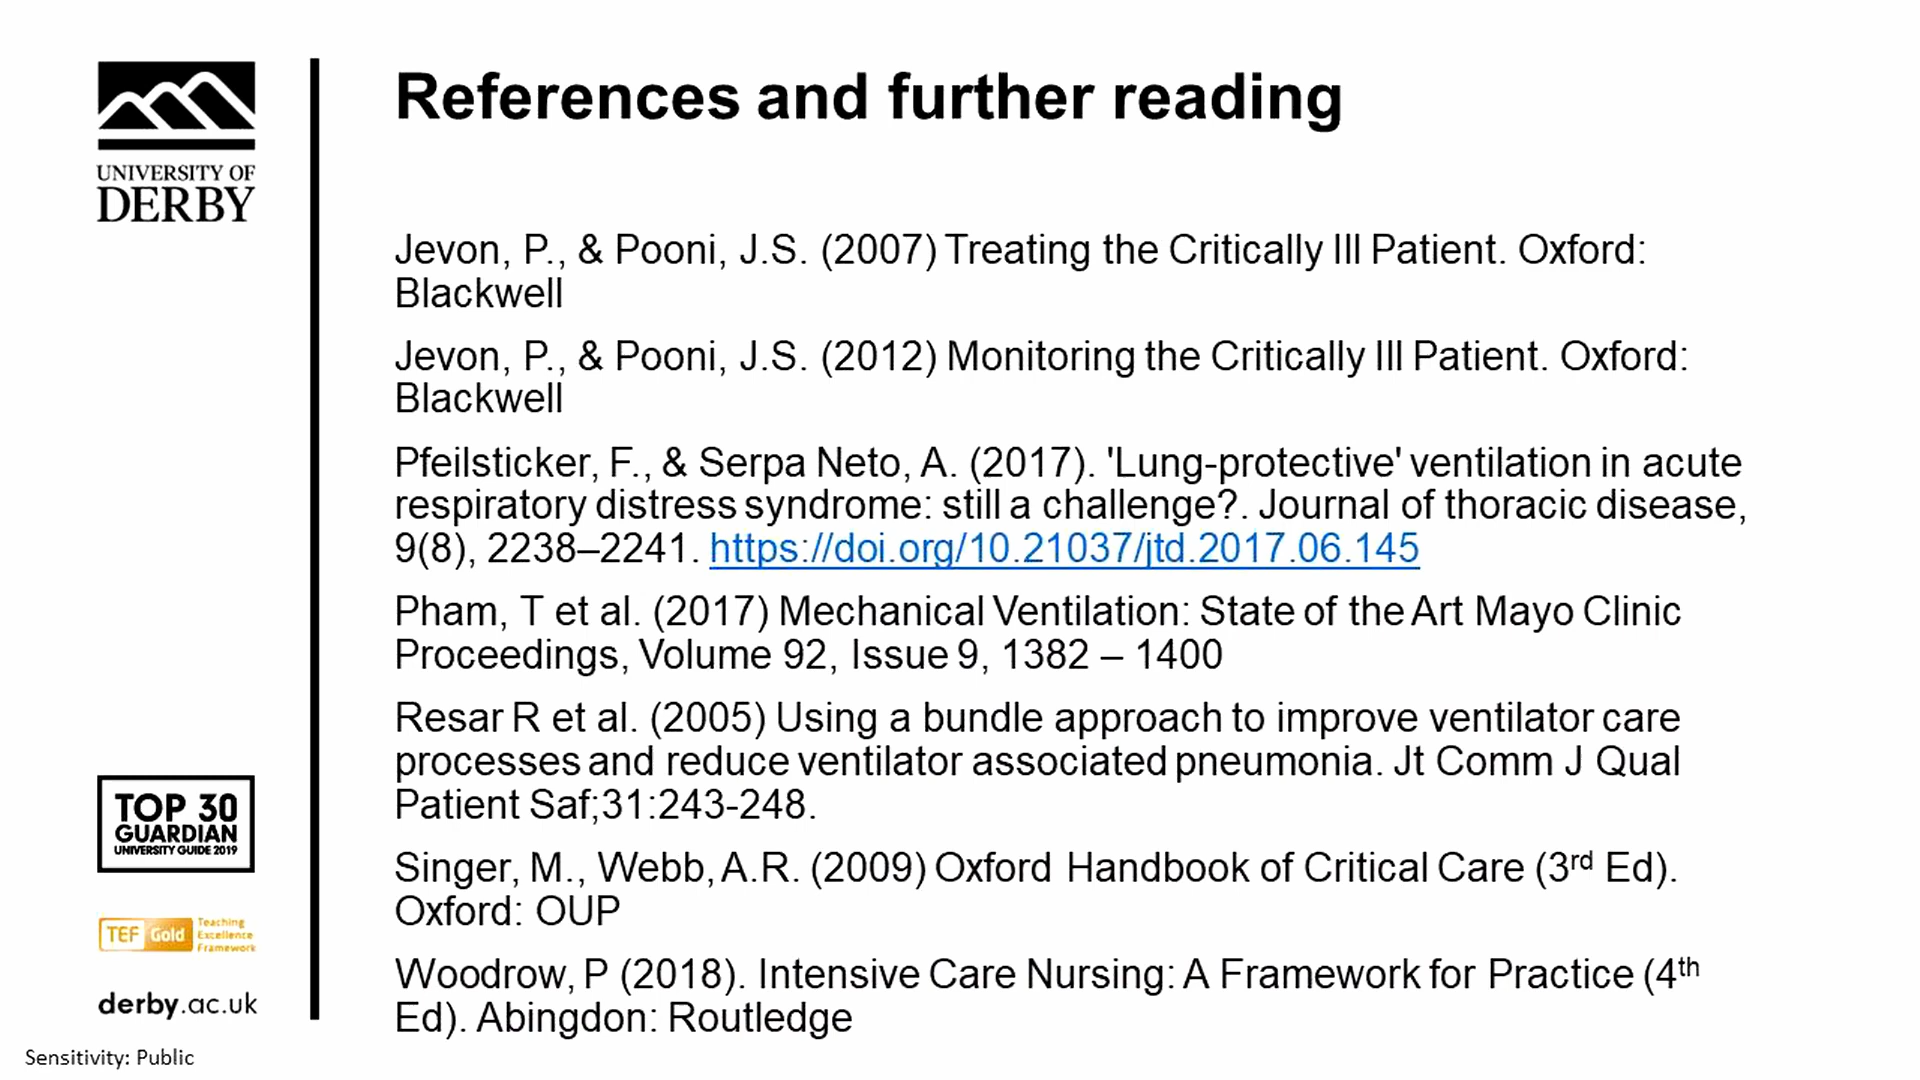 References and further reading
UNIVERSITY OF
DERBY
Jevon, P., & Pooni, J.S. (2007) Treating the Critically Ill Patient. Oxford:
Blackwell
Jevon, P., & Pooni, J.S. (2012) Monitoring the Critically Ill Patient. Oxford:
Blackwell
Pfeilsticker, F., & Serpa Neto, A. (2017). 'Lung-protective' ventilation in acute
respiratory distress syndrome: still a challenge?. Journal of thoracic disease,
9(8), 2238–2241. https://doi.org/10.21037/jtd.2017.06.145
Pham, T et al. (2017) Mechanical Ventilation: State of the Art Mayo Clinic
Proceedings, Volume 92, Issue 9, 1382 – 1400
Resar R et al. (2005) Using a bundle approach to improve ventilator care
processes and reduce ventilator associated pneumonia. Jt Comm J Qual
Patient Saf;31:243-248.
Singer, M., Webb, A.R. (2009) Oxford Handbook of Critical Care (3rd Ed).
Oxford: OUP
Woodrow, P (2018). Intensive Care Nursing: A Framework for Practice (4th
Ed). Abingdon: Routledge
TOP 30
GUARDIAN
UNIVERSITY GUIDE 2019
TEF Gold
Teaching
Excellence
Framework
derby.ac.uk
Sensitivity: Public